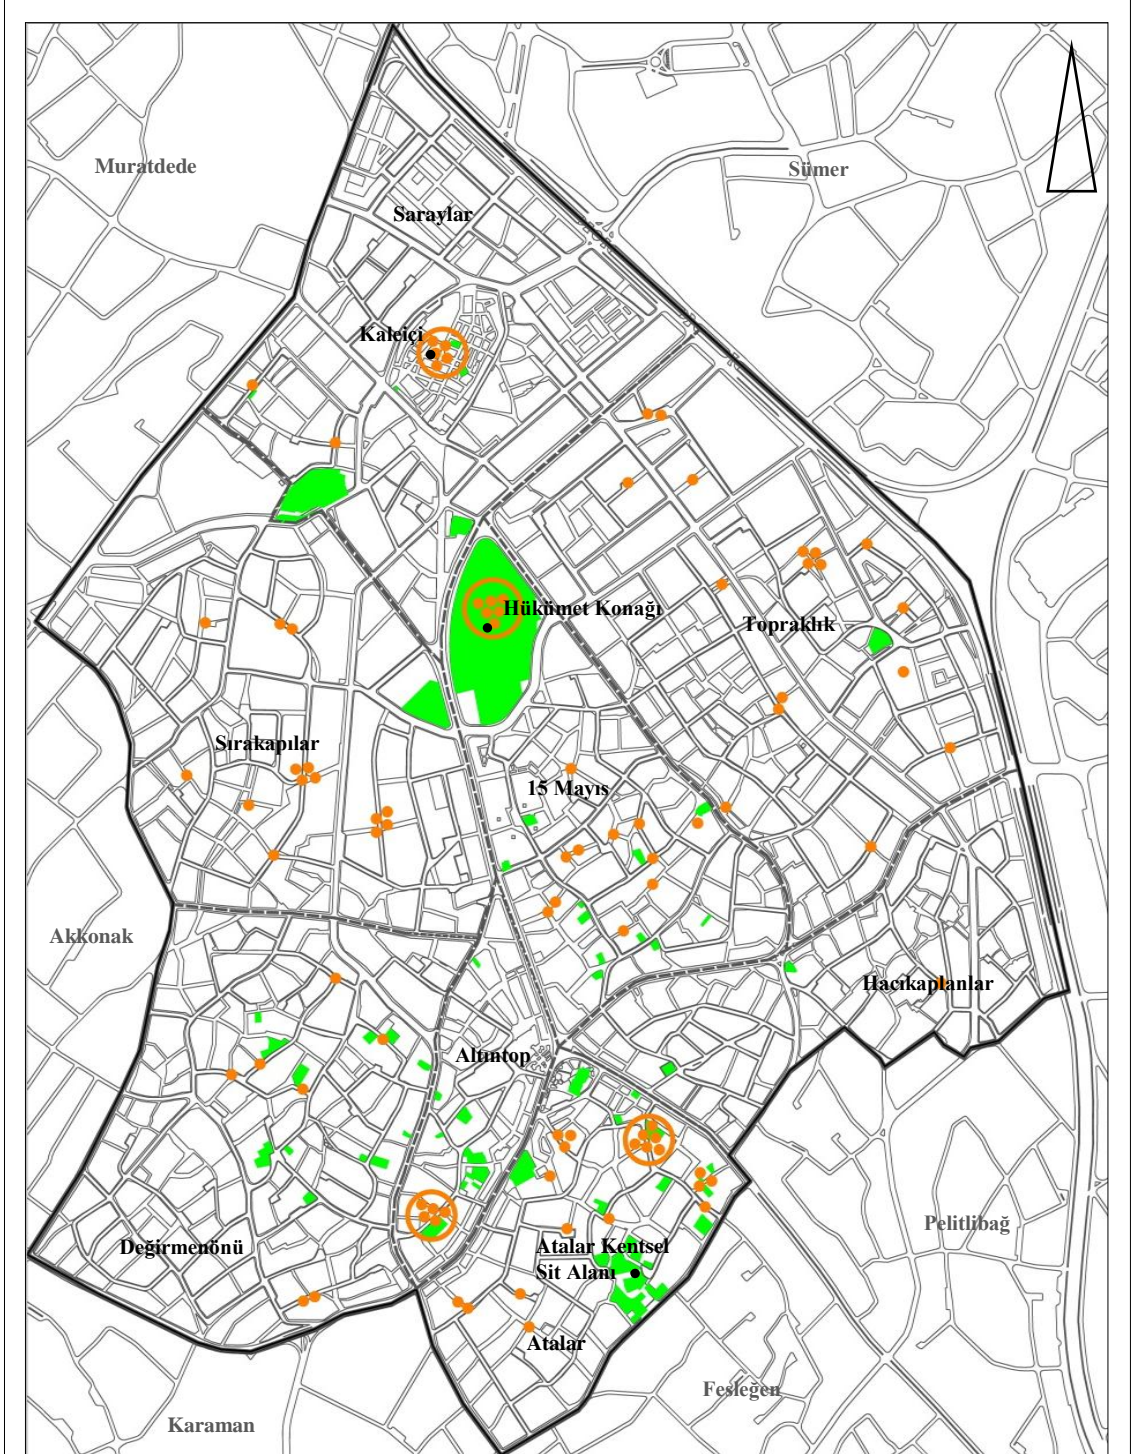 Muratdede
Sümer
Saraylar
Kaleiçi
Hükümet Konağı
Topraklık
Sırakapılar
15 Mayıs
Akkonak
Hacıkaplanlar
Altıntop
Pelitlibağ
Değirmenönü
Atalar Kentsel
Sit Alanı
Atalar
Fesleğen
Karaman